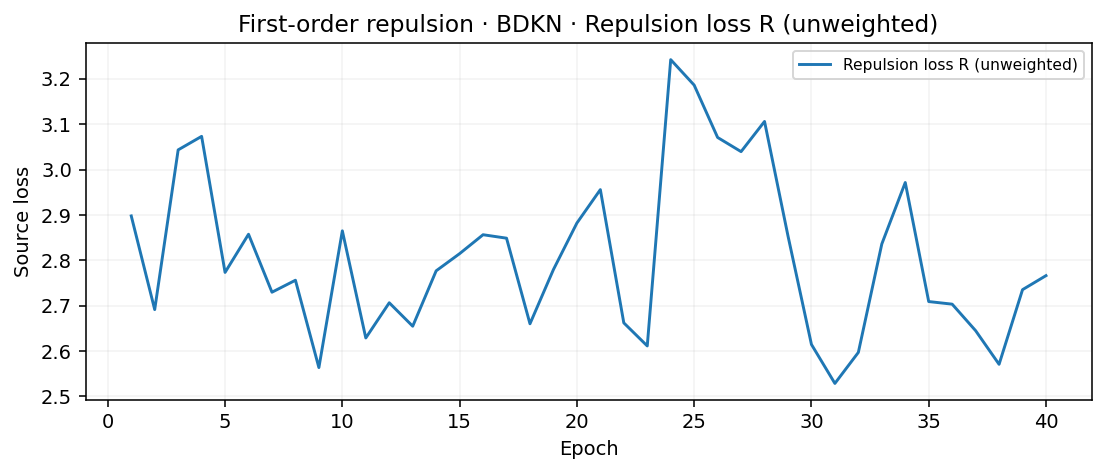 First-order repulsion · BDKN · Repulsion loss R (unweighted)
Repulsion loss R (unweighted)
Source loss
3.2
3.1
3.0
2.9
2.8
2.7
2.6
2.5
0 5 10 15 20 25 30 35 40
Epoch